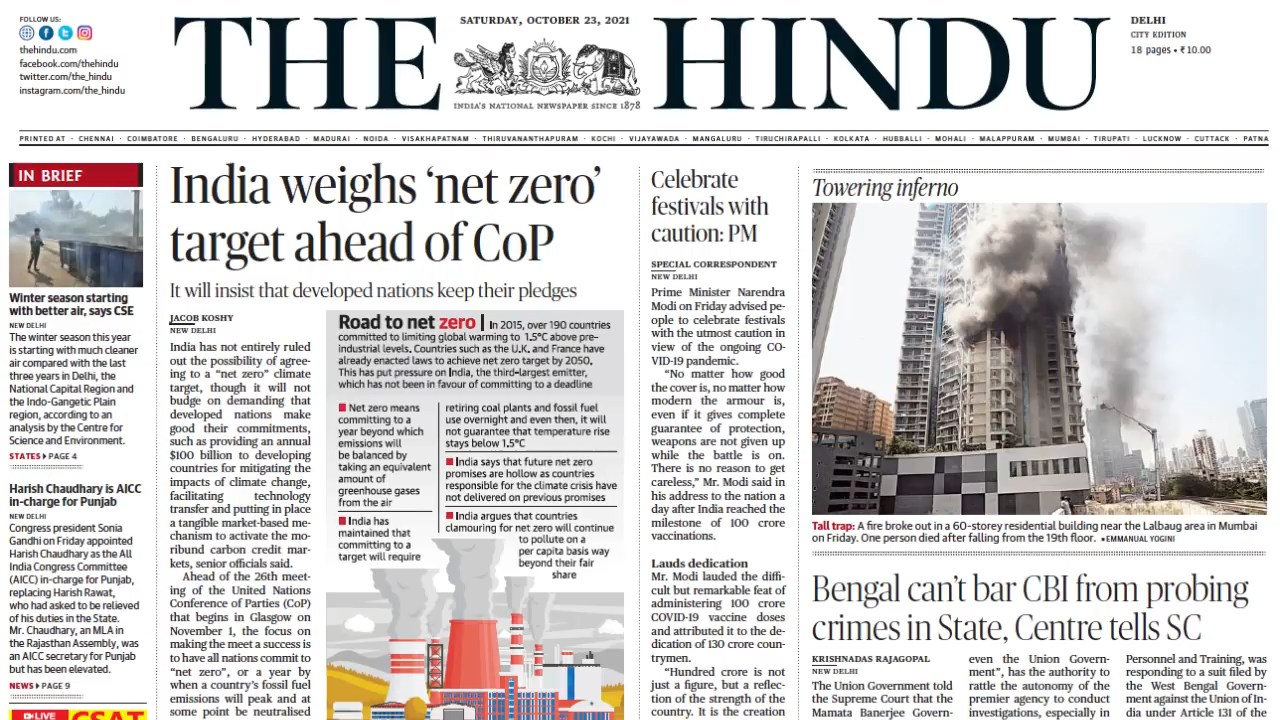 FOLLOW US:
thehindu.com
facebook.com/thehindu
twitter.com/the_hindu
instagram.com/the_hindu
THE HINDU
SATURDAY, OCTOBER 23, 2021
INDIA'S NATIONAL NEWSPAPER SINCE 1878
DELHI
CITY EDITION
18 pages • ₹10.00
PRINTED AT · CHENNAI · COIMBATORE · BENGALURU · HYDERABAD · MADURAI · NOIDA · VISAKHAPATNAM · THIRUVANANTHAPURAM · KOCHI · VIJAYAWADA · MANGALURU · TIRUCHIRAPALLI · KOLKATA · HUBBALLI · MOHALI · MALAPPURAM · MUMBAI · TIRUPATI · LUCKNOW · CUTTACK · PATNA
IN BRIEF
Winter season starting
with better air, says CSE
NEW DELHI
The winter season this year
is starting with much cleaner
air compared with the last
three years in Delhi, the
National Capital Region and
the Indo-Gangetic Plain
region, according to an
analysis by the Centre for
Science and Environment.
STATES ▸ PAGE 4
Harish Chaudhary is AICC
in-charge for Punjab
NEW DELHI
Congress president Sonia
Gandhi on Friday appointed
Harish Chaudhary as the All
India Congress Committee
(AICC) in-charge for Punjab,
replacing Harish Rawat,
who had asked to be relieved
of his duties in the State.
Mr. Chaudhary, an MLA in
the Rajasthan Assembly, was
an AICC secretary for Punjab
but has been elevated.
NEWS ▸ PAGE 9
LIVE
CSAT
India weighs ‘net zero’
target ahead of CoP
It will insist that developed nations keep their pledges
JACOB KOSHY
NEW DELHI
India has not entirely ruled
out the possibility of agree-
ing to a “net zero” climate
target, though it will not
budge on demanding that
developed nations make
good their commitments,
such as providing an annual
$100 billion to developing
countries for mitigating the
impacts of climate change,
facilitating technology
transfer and putting in place
a tangible market-based me-
chanism to activate the mo-
ribund carbon credit mar-
kets, senior officials said.
Ahead of the 26th meet-
ing of the United Nations
Conference of Parties (CoP)
that begins in Glasgow on
November 1, the focus on
making the meet a success is
to have all nations commit to
“net zero”, or a year by
when a country's fossil fuel
emissions will peak and at
some point be neutralised
Road to net zero | In 2015, over 190 countries
committed to limiting global warming to 1.5°C above pre-
industrial levels. Countries such as the U.K. and France have
already enacted laws to achieve net zero target by 2050.
This has put pressure on India, the third-largest emitter,
which has not been in favour of committing to a deadline
■ Net zero means
committing to a
year beyond which
emissions will
be balanced by
taking an equivalent
amount of
greenhouse gases
from the air
■ India has
maintained that
committing to a
target will require
retiring coal plants and fossil fuel
use overnight and even then, it will
not guarantee that temperature rise
stays below 1.5°C
■ India says that future net zero
promises are hollow as countries
responsible for the climate crisis have
not delivered on previous promises
■ India argues that countries
clamouring for net zero will continue
to pollute on a
per capita basis way
beyond their fair
share
Celebrate
festivals with
caution: PM
SPECIAL CORRESPONDENT
NEW DELHI
Prime Minister Narendra
Modi on Friday advised pe-
ople to celebrate festivals
with the utmost caution in
view of the ongoing CO-
VID-19 pandemic.
“No matter how good
the cover is, no matter how
modern the armour is,
even if it gives complete
guarantee of protection,
weapons are not given up
while the battle is on.
There is no reason to get
careless,” Mr. Modi said in
his address to the nation a
day after India reached the
milestone of 100 crore
vaccinations.
Lauds dedication
Mr. Modi lauded the diffi-
cult but remarkable feat of
administering 100 crore
COVID-19 vaccine doses
and attributed it to the de-
dication of 130 crore coun-
trymen.
“Hundred crore is not
just a figure, but a reflec-
tion of the strength of the
country. It is the creation
Towering inferno
Tall trap: A fire broke out in a 60-storey residential building near the Lalbaug area in Mumbai
on Friday. One person died after falling from the 19th floor. • EMMANUAL YOGINI
Bengal can't bar CBI from probing
crimes in State, Centre tells SC
KRISHNADAS RAJAGOPAL
NEW DELHI
The Union Government told
the Supreme Court that the
Mamata Banerjee Govern-
even the Union Govern-
ment”, has the authority to
rattle the autonomy of the
premier agency to conduct
investigations, especially in
Personnel and Training, was
responding to a suit filed by
the West Bengal Govern-
ment against the Union of In-
dia under Article 131 of the